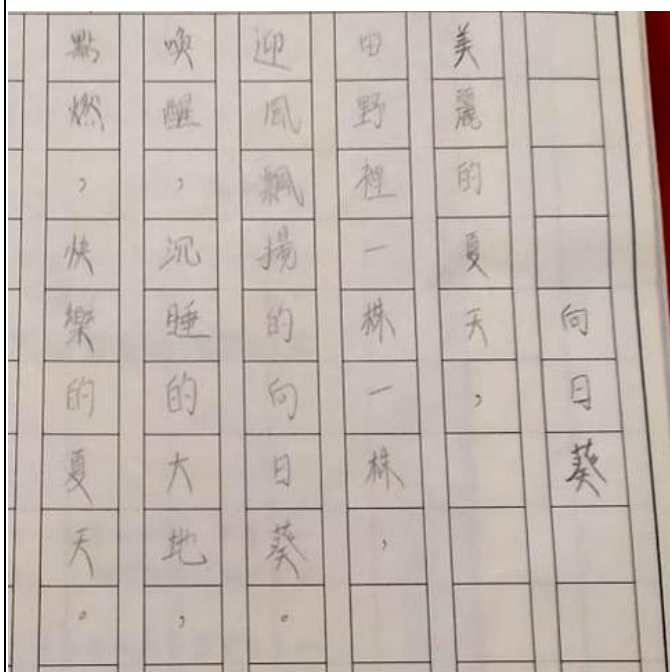 向日葵
美麗的夏天，
田野裡一株一株，
迎風飄揚的向日葵。
喚醒，沉睡的大地，
點燃，快樂的夏天。